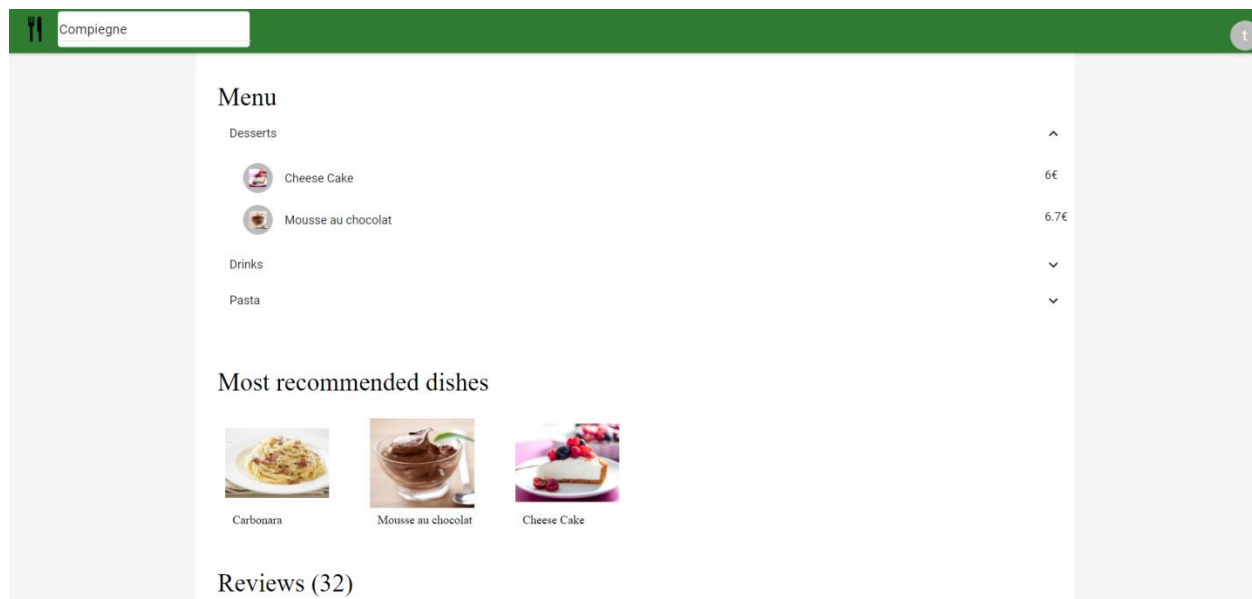 Compiegne
t
Menu
Desserts
Cheese Cake 6€
Mousse au chocolat 6.7€
Drinks
Pasta
Most recommended dishes
Carbonara Mousse au chocolat Cheese Cake
Reviews (32)